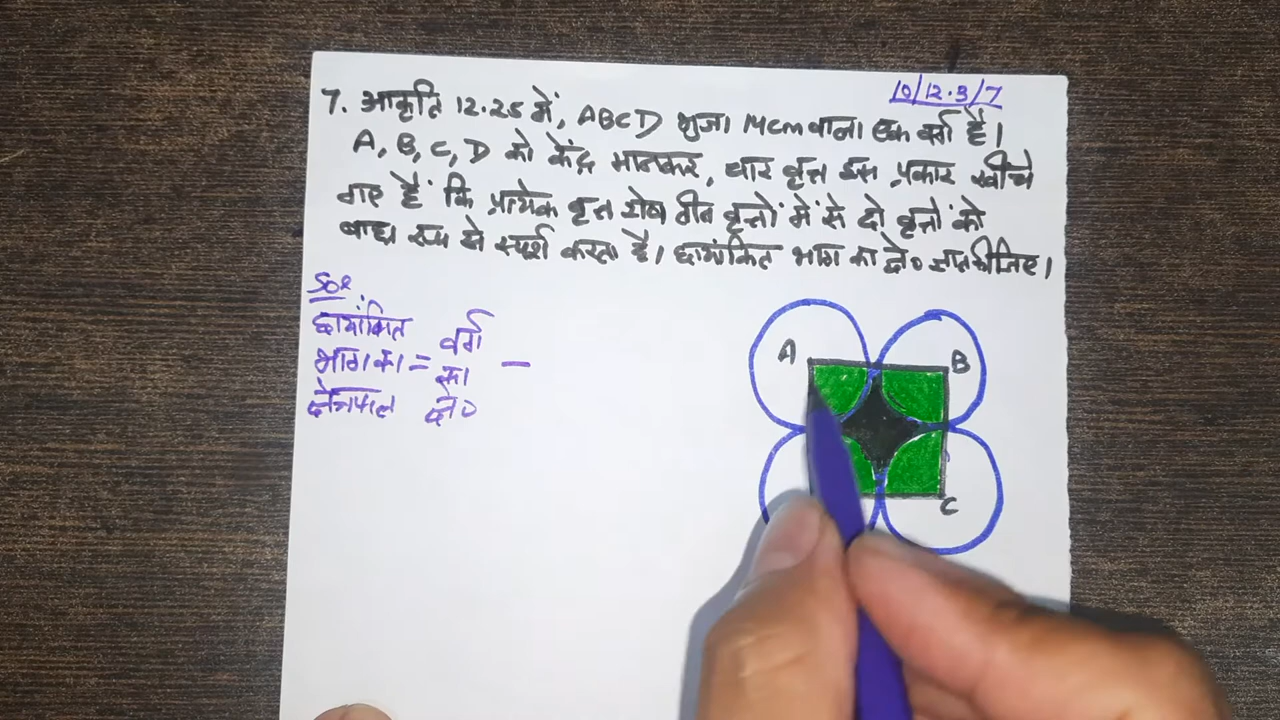 10/12.3/7
7. आकृति 12.25 में, ABCD भुजा 14cm वाला एक वर्ग है।
A, B, C, D को केंद्र मानकर, चार वृत्त इस प्रकार खींचे
गए हैं कि प्रत्येक वृत्त शेष तीन वृत्तों में से दो वृत्तों को
बाह्य रूप से स्पर्श करता है। छायांकित भाग का क्षे० ज्ञात कीजिए।
Sol
छायांकित
भाग का = वर्ग का −
क्षेत्रफल क्षे०
A
B
C